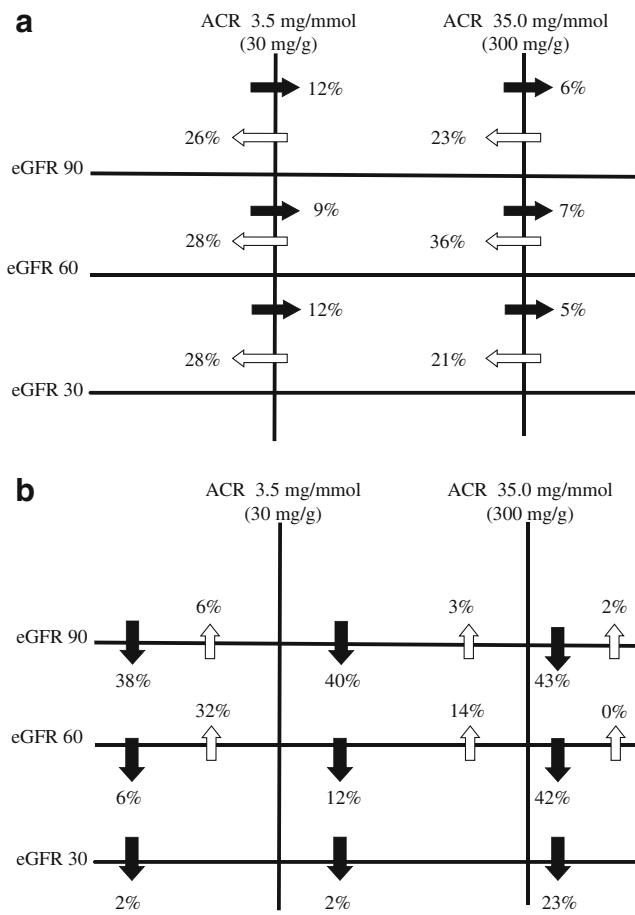 a
ACR 3.5 mg/mmol ACR 35.0 mg/mmol
(30 mg/g) (300 mg/g)
12% 6%
26% 23%
eGFR 90
9% 7%
28% 36%
eGFR 60
12% 5%
28% 21%
eGFR 30
b
ACR 3.5 mg/mmol ACR 35.0 mg/mmol
(30 mg/g) (300 mg/g)
6% 3% 2%
eGFR 90
38% 40% 43%
32% 14% 0%
eGFR 60
6% 12% 42%
eGFR 30
2% 2% 23%